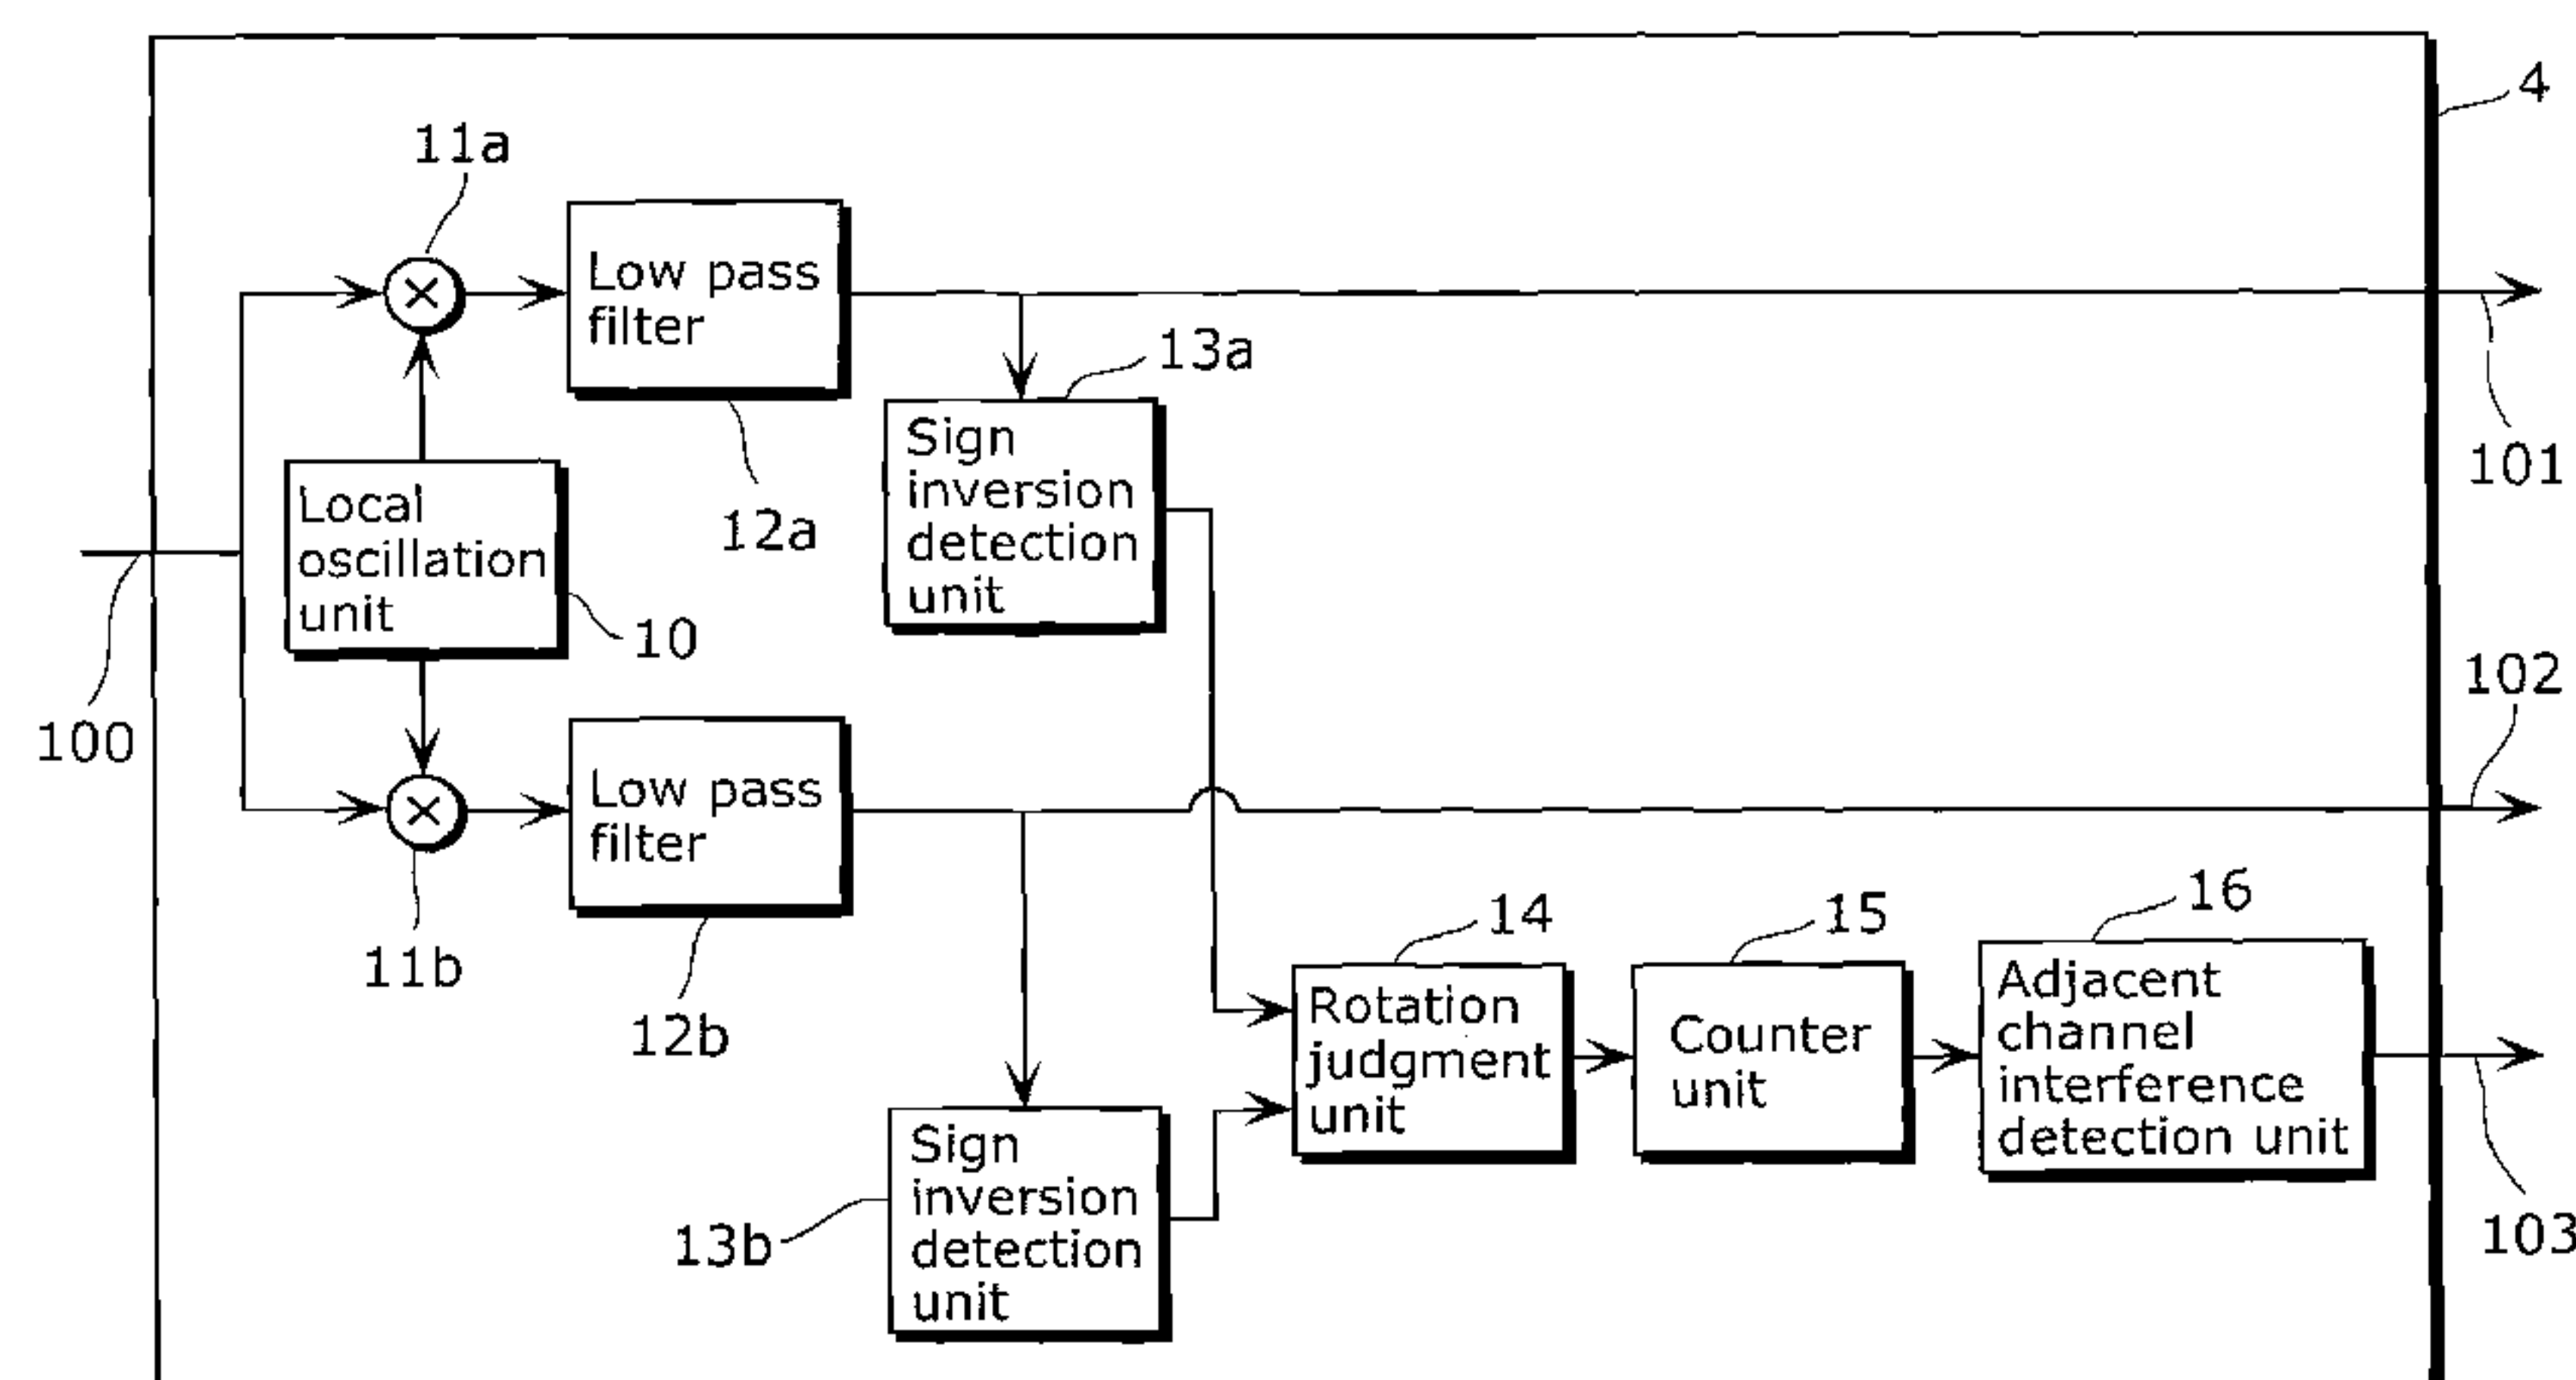 4
11a
Low pass
filter
13a
101
12a
Sign
inversion
detection
unit
Local
oscillation
unit
10
100
102
Low pass
filter
11b
12b
14
15
16
Rotation
judgment
unit
Counter
unit
Adjacent
channel
interference
detection unit
103
13b
Sign
inversion
detection
unit